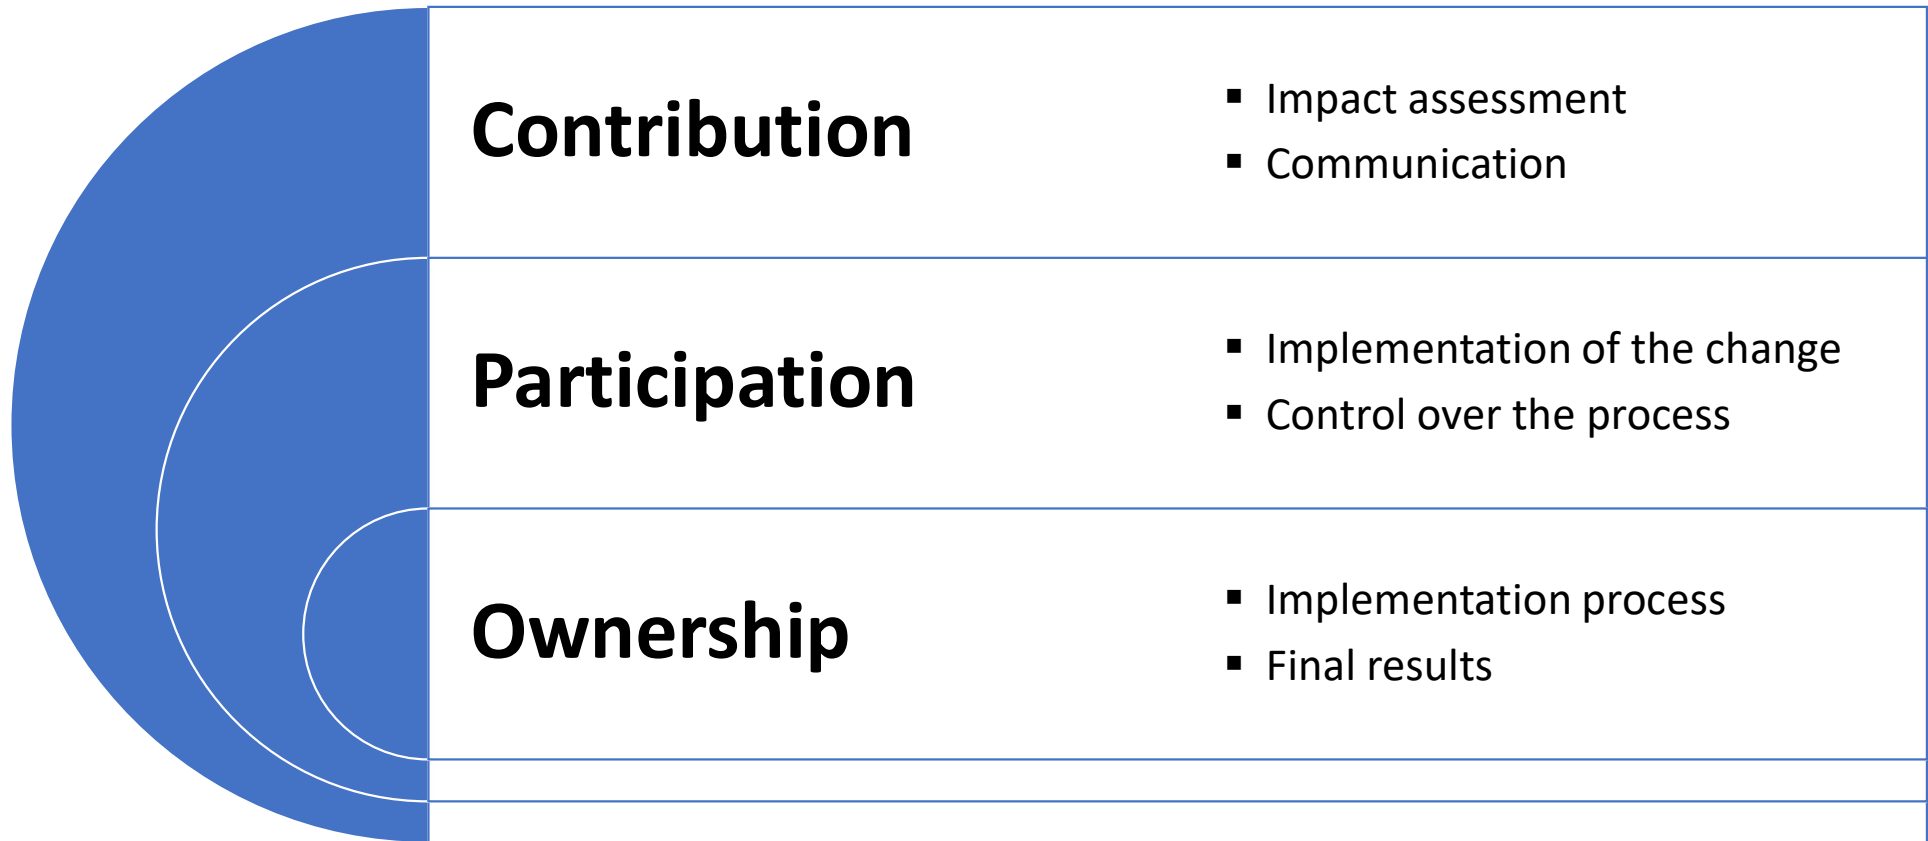 Contribution
▪ Impact assessment
▪ Communication
Participation
▪ Implementation of the change
▪ Control over the process
Ownership
▪ Implementation process
▪ Final results